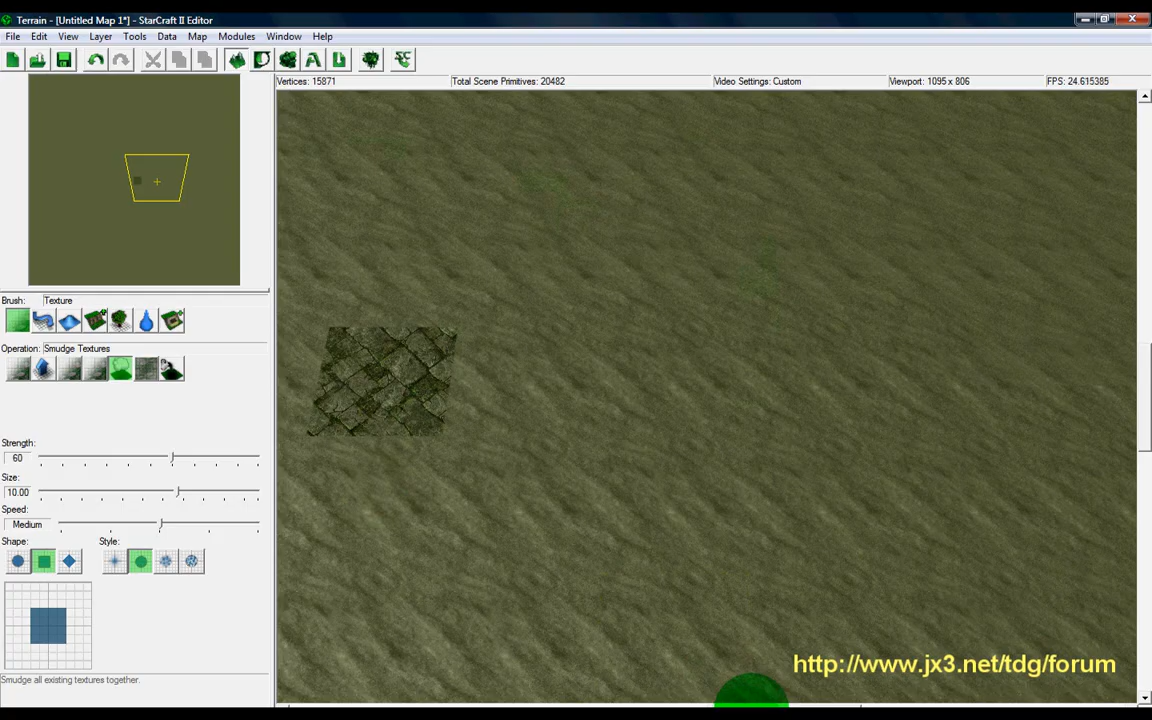 Terrain - [Untitled Map 1*] - StarCraft II Editor
File Edit View Layer Tools Data Map Modules Window Help
Vertices: 15871 Total Scene Primitives: 20482 Video Settings: Custom Viewport: 1095 x 806 FPS: 24.615385
Brush: Texture
Operation: Smudge Textures
Strength:
60
Size:
10.00
Speed:
Medium
Shape: Style:
http://www.jx3.net/tdg/forum
Smudge all existing textures together.